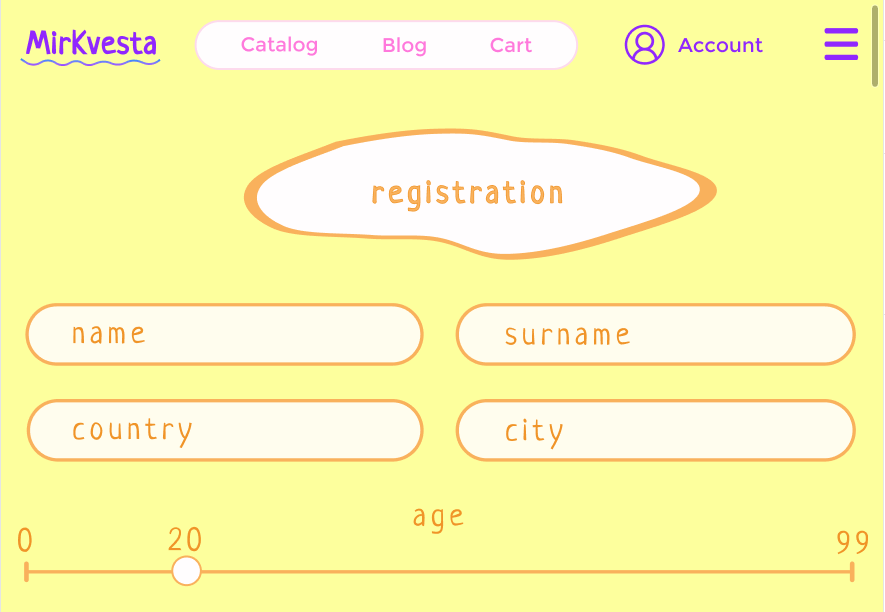 MirKvesta
Catalog Blog Cart
Account
registration
name
surname
country
city
age
0 20 99